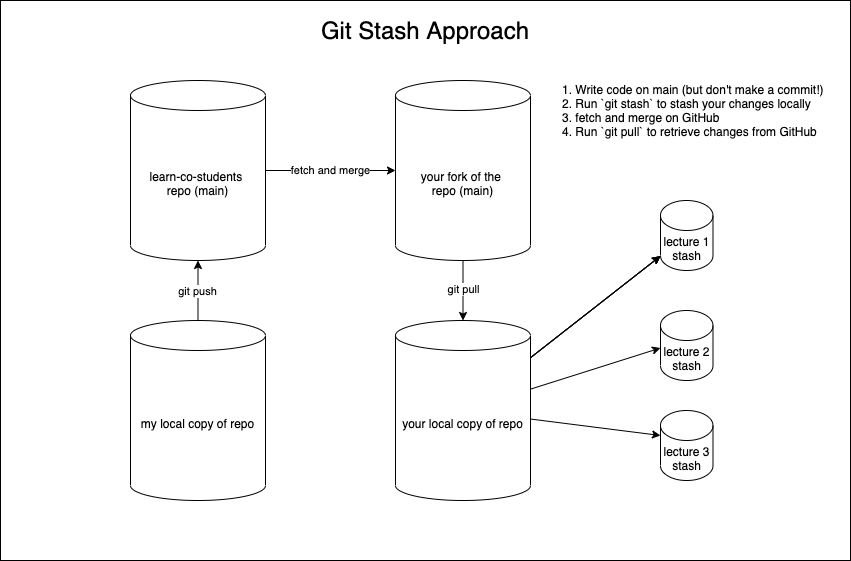 Git Stash Approach
1. Write code on main (but don't make a commit!)
2. Run `git stash` to stash your changes locally
3. fetch and merge on GitHub
4. Run `git pull` to retrieve changes from GitHub
learn-co-students
repo (main)
fetch and merge
your fork of the
repo (main)
lecture 1
stash
git push
git pull
lecture 2
stash
my local copy of repo
your local copy of repo
lecture 3
stash